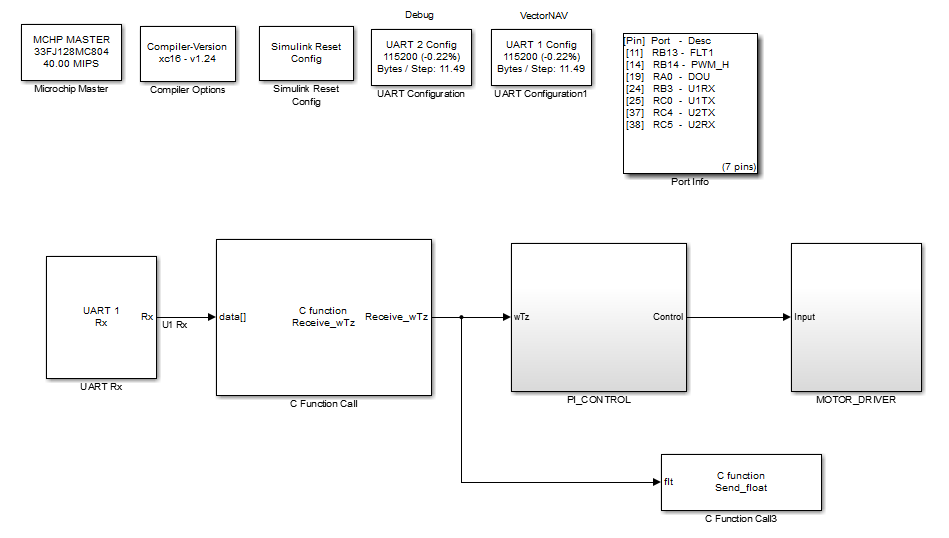 Debug
VectorNAV
MCHP MASTER
33FJ128MC804
40.00 MIPS
Microchip Master
Compiler-Version
xc16 - v1.24
Compiler Options
Simulink Reset
Config
Simulink Reset
Config
UART 2 Config
115200 (-0.22%)
Bytes / Step: 11.49
UART Configuration
UART 1 Config
115200 (-0.22%)
Bytes / Step: 11.49
UART Configuration1
[Pin] Port - Desc
[11] RB13 - FLT1
[14] RB14 - PWM_H
[19] RA0 - DOU
[24] RB3 - U1RX
[25] RC0 - U1TX
[37] RC4 - U2TX
[38] RC5 - U2RX
(7 pins)
Port Info
UART 1
Rx
Rx
UART Rx
U1 Rx
data[]
C function
Receive_wTz
Receive_wTz
C Function Call
wTz
Control
PI_CONTROL
Input
MOTOR_DRIVER
flt
C function
Send_float
C Function Call3